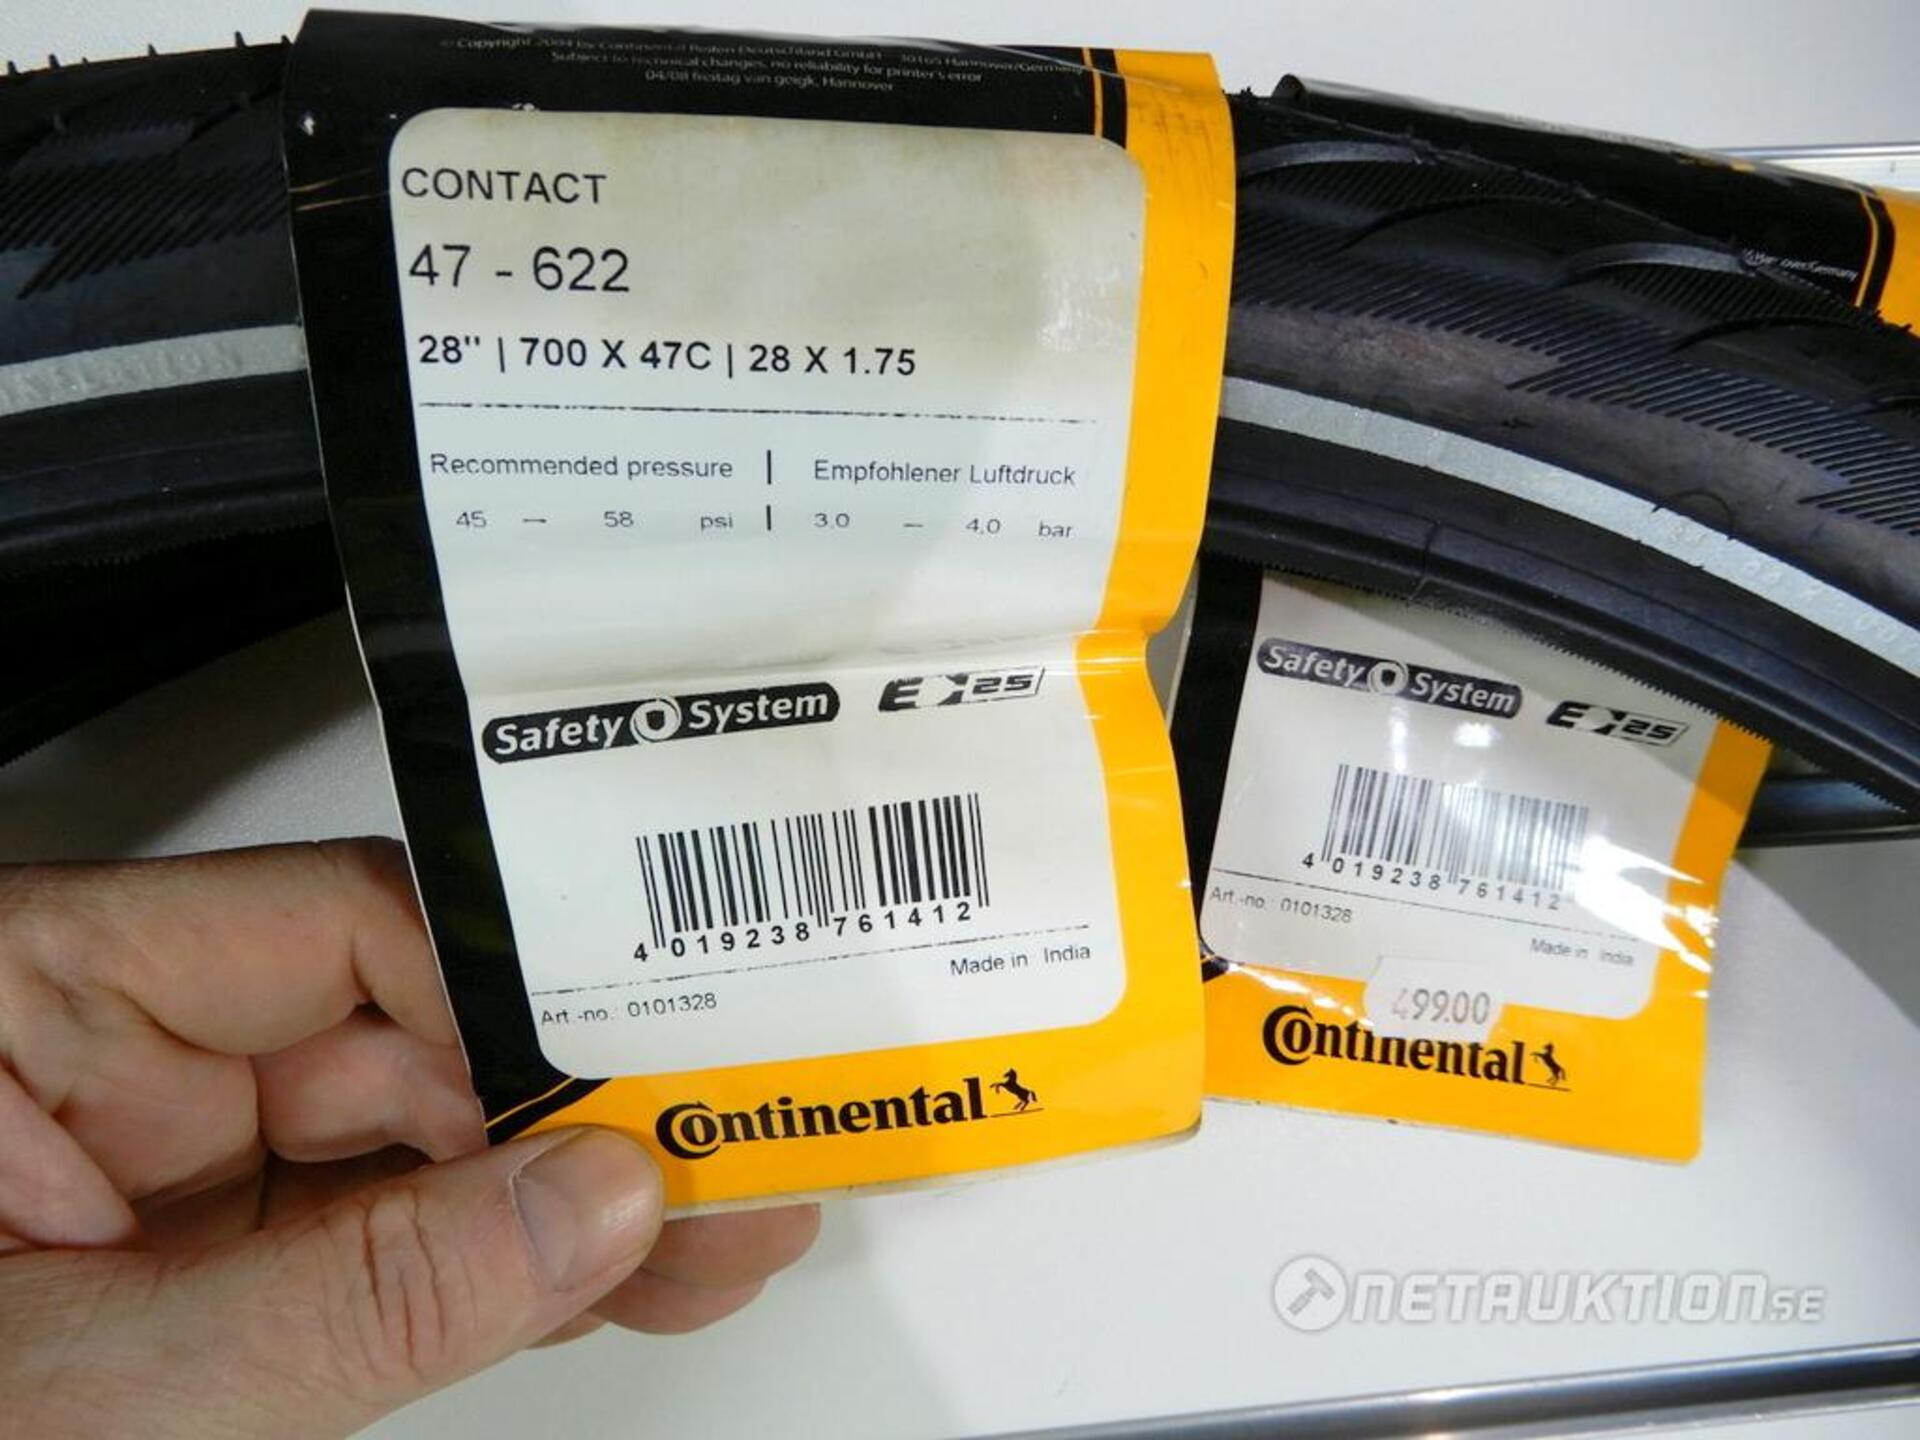 © Copyright 2004 by Continental Reifen Deutschland GmbH 30165 Hannover/Germany
Subject to technical changes, no reliability for printer's error
04/08 freitag van geigk, Hannover
CONTACT
47 - 622
28" | 700 X 47C | 28 X 1.75
Recommended pressure | Empfohlener Luftdruck
45 — 58 psi | 3.0 — 4.0 bar
Safety System E 25
4 019238 761412
Made in India
Art.-no.: 0101328
Continental
over/Germany
Safety System E 25
4 019238 761412
Art.-no. 0101328
Made in India
499.00
Continental
NETAUKTION.SE